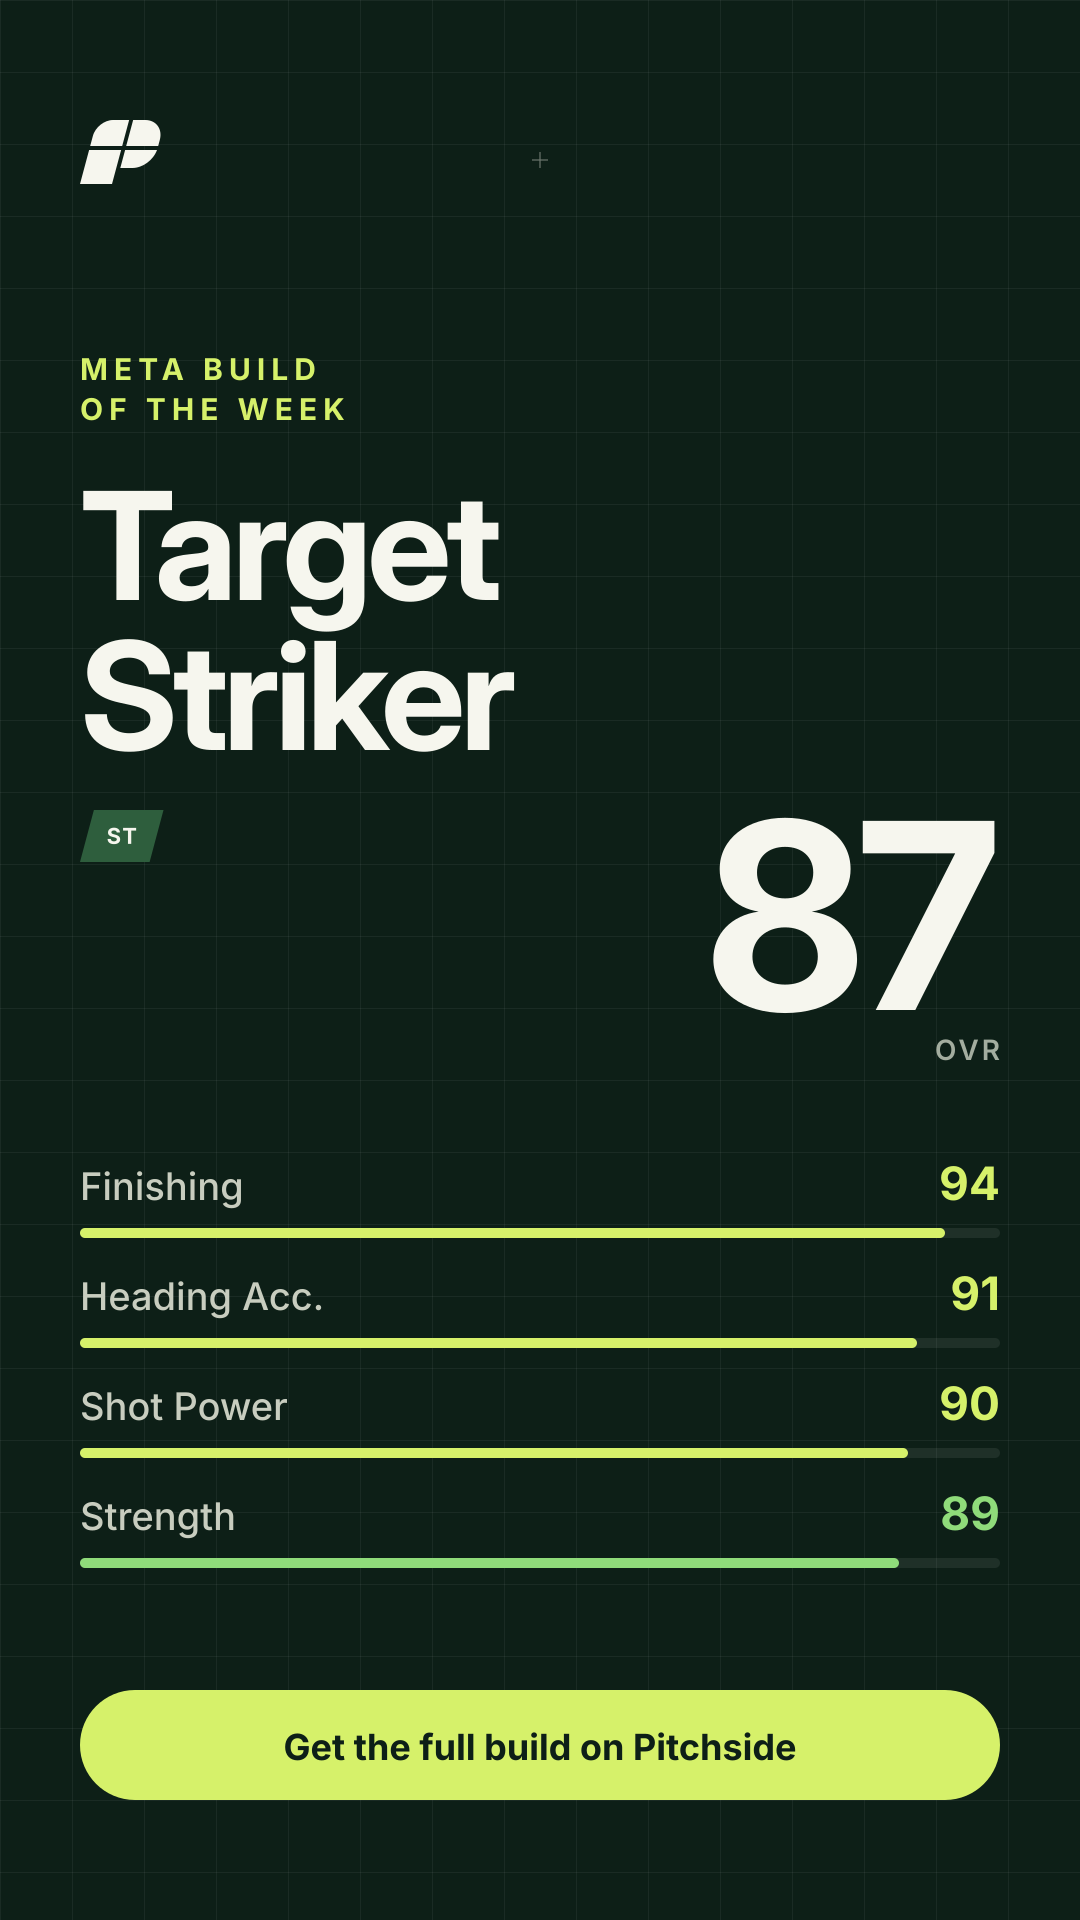 META BUILD
OF THE WEEK
Target
Striker
ST
87
OVR
Finishing 94
Heading Acc. 91
Shot Power 90
Strength 89
Get the full build on Pitchside